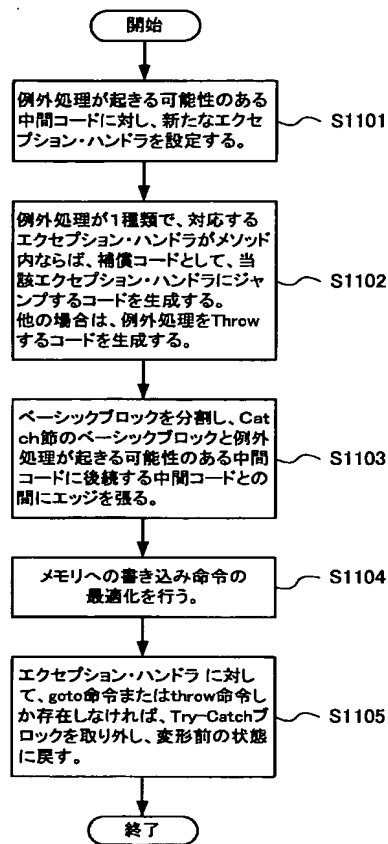 開始
例外処理が起きる可能性のある
中間コードに対し、新たなエクセ
プション・ハンドラを設定する。
S1101
例外処理が1種類で、対応する
エクセプション・ハンドラがメソッド
内ならば、補償コードとして、当
該エクセプション・ハンドラにジャ
ンプするコードを生成する。
他の場合は、例外処理をThrow
するコードを生成する。
S1102
ベーシックブロックを分割し、Cat
ch節のベーシックブロックと例外
処理が起きる可能性のある中間
コードに後続する中間コードとの
間にエッジを張る。
S1103
メモリへの書き込み命令の
最適化を行う。
S1104
エクセプション・ハンドラ に対し
て、goto命令またはthrow命令し
か存在しなければ、Try-Catchブ
ロックを取り外し、変形前の状態
に戻す。
S1105
終了